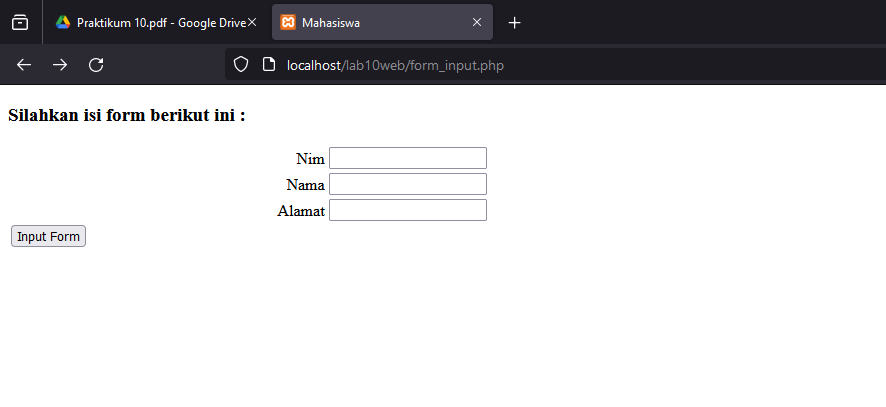 Praktikum 10.pdf - Google Drive
Mahasiswa
localhost/lab10web/form_input.php
Silahkan isi form berikut ini :
Nim
Nama
Alamat
Input Form